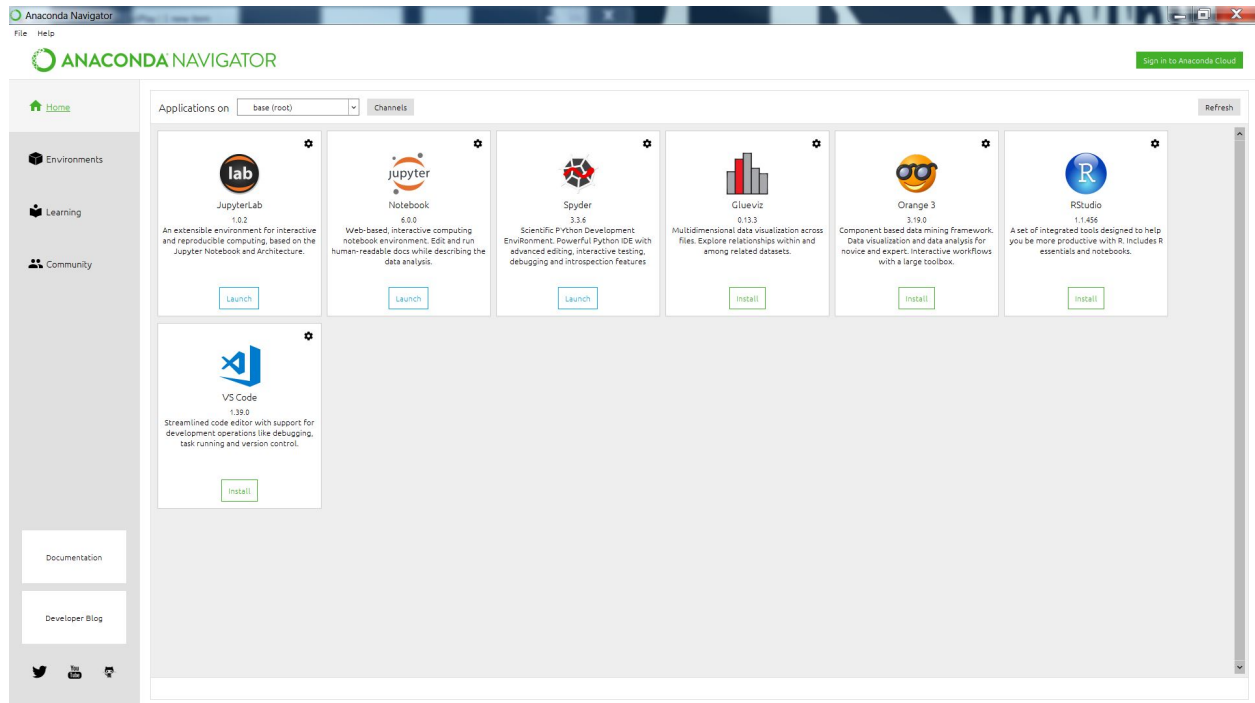 Anaconda Navigator
File Help
ANACONDA NAVIGATOR
Sign in to Anaconda Cloud
Home
Environments
Learning
Community
Documentation
Developer Blog
You
Tube
Applications on base (root) Channels
Refresh
lab
JupyterLab
1.0.2
An extensible environment for interactive
and reproducible computing, based on the
Jupyter Notebook and Architecture.
Launch
jupyter
Notebook
6.0.0
Web-based, interactive computing
notebook environment. Edit and run
human-readable docs while describing the
data analysis.
Launch
Spyder
3.3.6
Scientific PYthon Development
EnviRonment. Powerful Python IDE with
advanced editing, interactive testing,
debugging and introspection features
Launch
Glueviz
0.13.3
Multidimensional data visualization across
files. Explore relationships within and
among related datasets.
Install
Orange 3
3.19.0
Component based data mining framework.
Data visualization and data analysis for
novice and expert. Interactive workflows
with a large toolbox.
Install
R
RStudio
1.1.456
A set of integrated tools designed to help
you be more productive with R. Includes R
essentials and notebooks.
Install
VS Code
1.39.0
Streamlined code editor with support for
development operations like debugging,
task running and version control.
Install